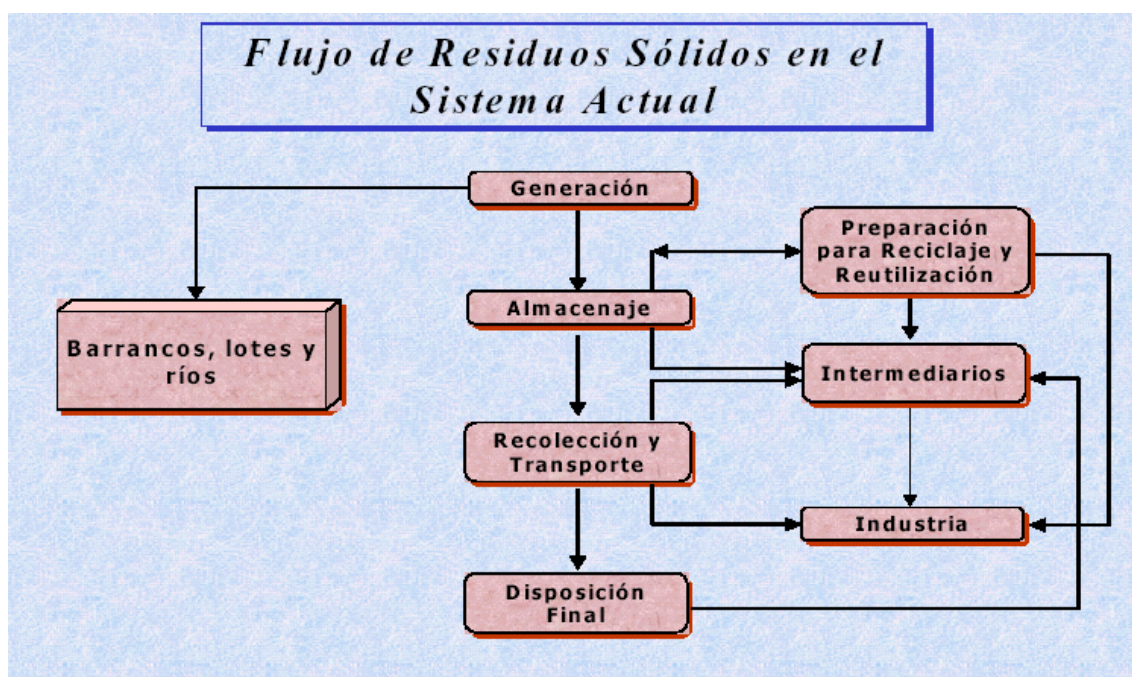 Flujo de Residuos Sólidos en el
Sistema Actual
Generación
Preparación
para Reciclaje y
Reutilización
Almacenaje
Barrancos, lotes y
ríos
Intermediarios
Recolección y
Transporte
Industria
Disposición
Final